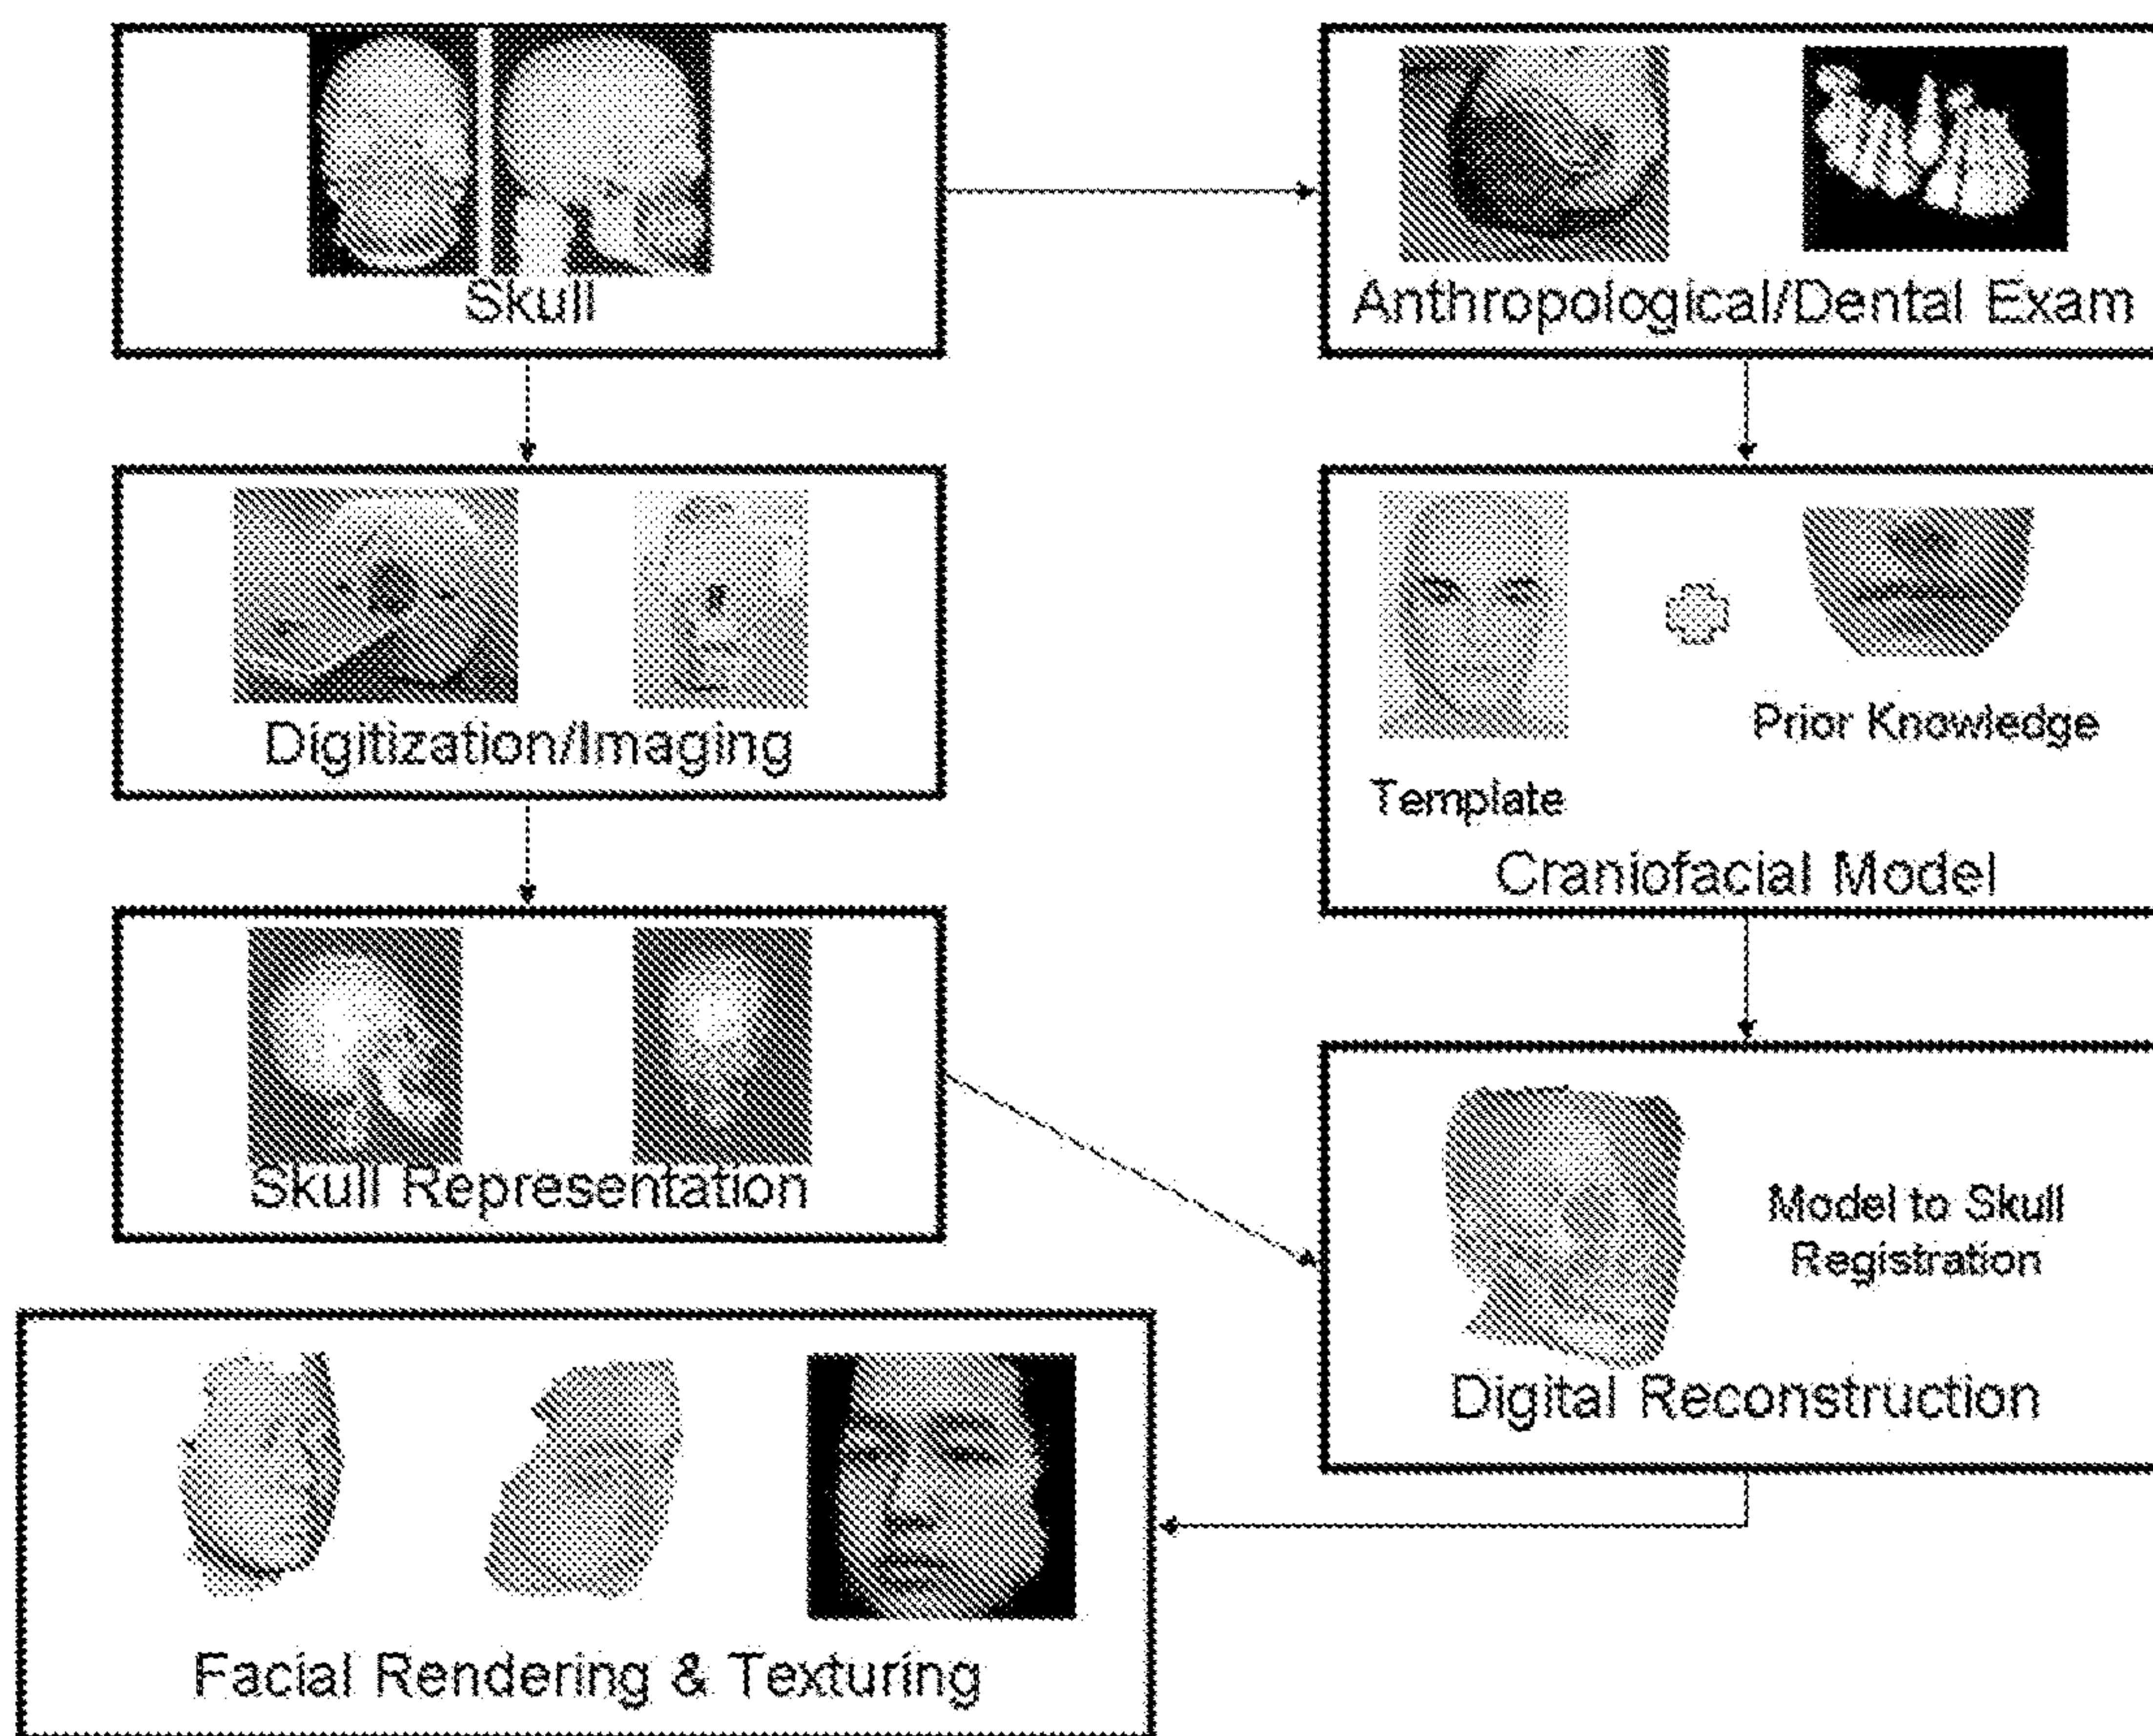 Skull
Anthropological/Dental Exam
Digitization/Imaging
Prior Knowledge
Template
Craniofacial Model
Skull Representation
Model to Skull
Registration
Digital Reconstruction
Facial Rendering & Texturing